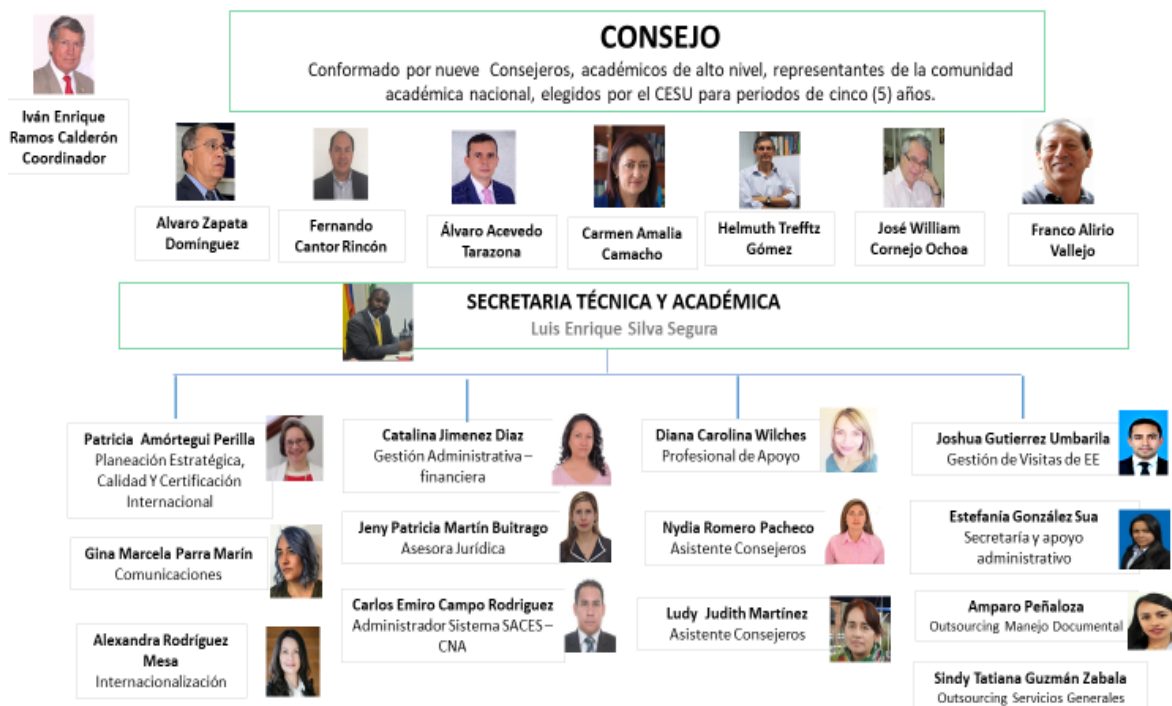 CONSEJO
Conformado por nueve Consejeros, académicos de alto nivel, representantes de la comunidad
académica nacional, elegidos por el CESU para periodos de cinco (5) años.
Iván Enrique
Ramos Calderón
Coordinador
Alvaro Zapata
Domínguez
Fernando
Cantor Rincón
Álvaro Acevedo
Tarazona
Carmen Amalia
Camacho
Helmuth Trefftz
Gómez
José William
Cornejo Ochoa
Franco Alirio
Vallejo
SECRETARIA TÉCNICA Y ACADÉMICA
Luis Enrique Silva Segura
Patricia Amórtegui Perilla
Planeación Estratégica,
Calidad Y Certificación
Internacional
Gina Marcela Parra Marín
Comunicaciones
Alexandra Rodríguez
Mesa
Internacionalización
Catalina Jimenez Diaz
Gestión Administrativa –
financiera
Jeny Patricia Martín Buitrago
Asesora Jurídica
Carlos Emiro Campo Rodriguez
Administrador Sistema SACES –
CNA
Diana Carolina Wilches
Profesional de Apoyo
Nydia Romero Pacheco
Asistente Consejeros
Ludy Judith Martínez
Asistente Consejeros
Joshua Gutierrez Umbarila
Gestión de Visitas de EE
Estefanía González Sua
Secretaría y apoyo
administrativo
Amparo Peñaloza
Outsourcing Manejo Documental
Sindy Tatiana Guzmán Zabala
Outsourcing Servicios Generales